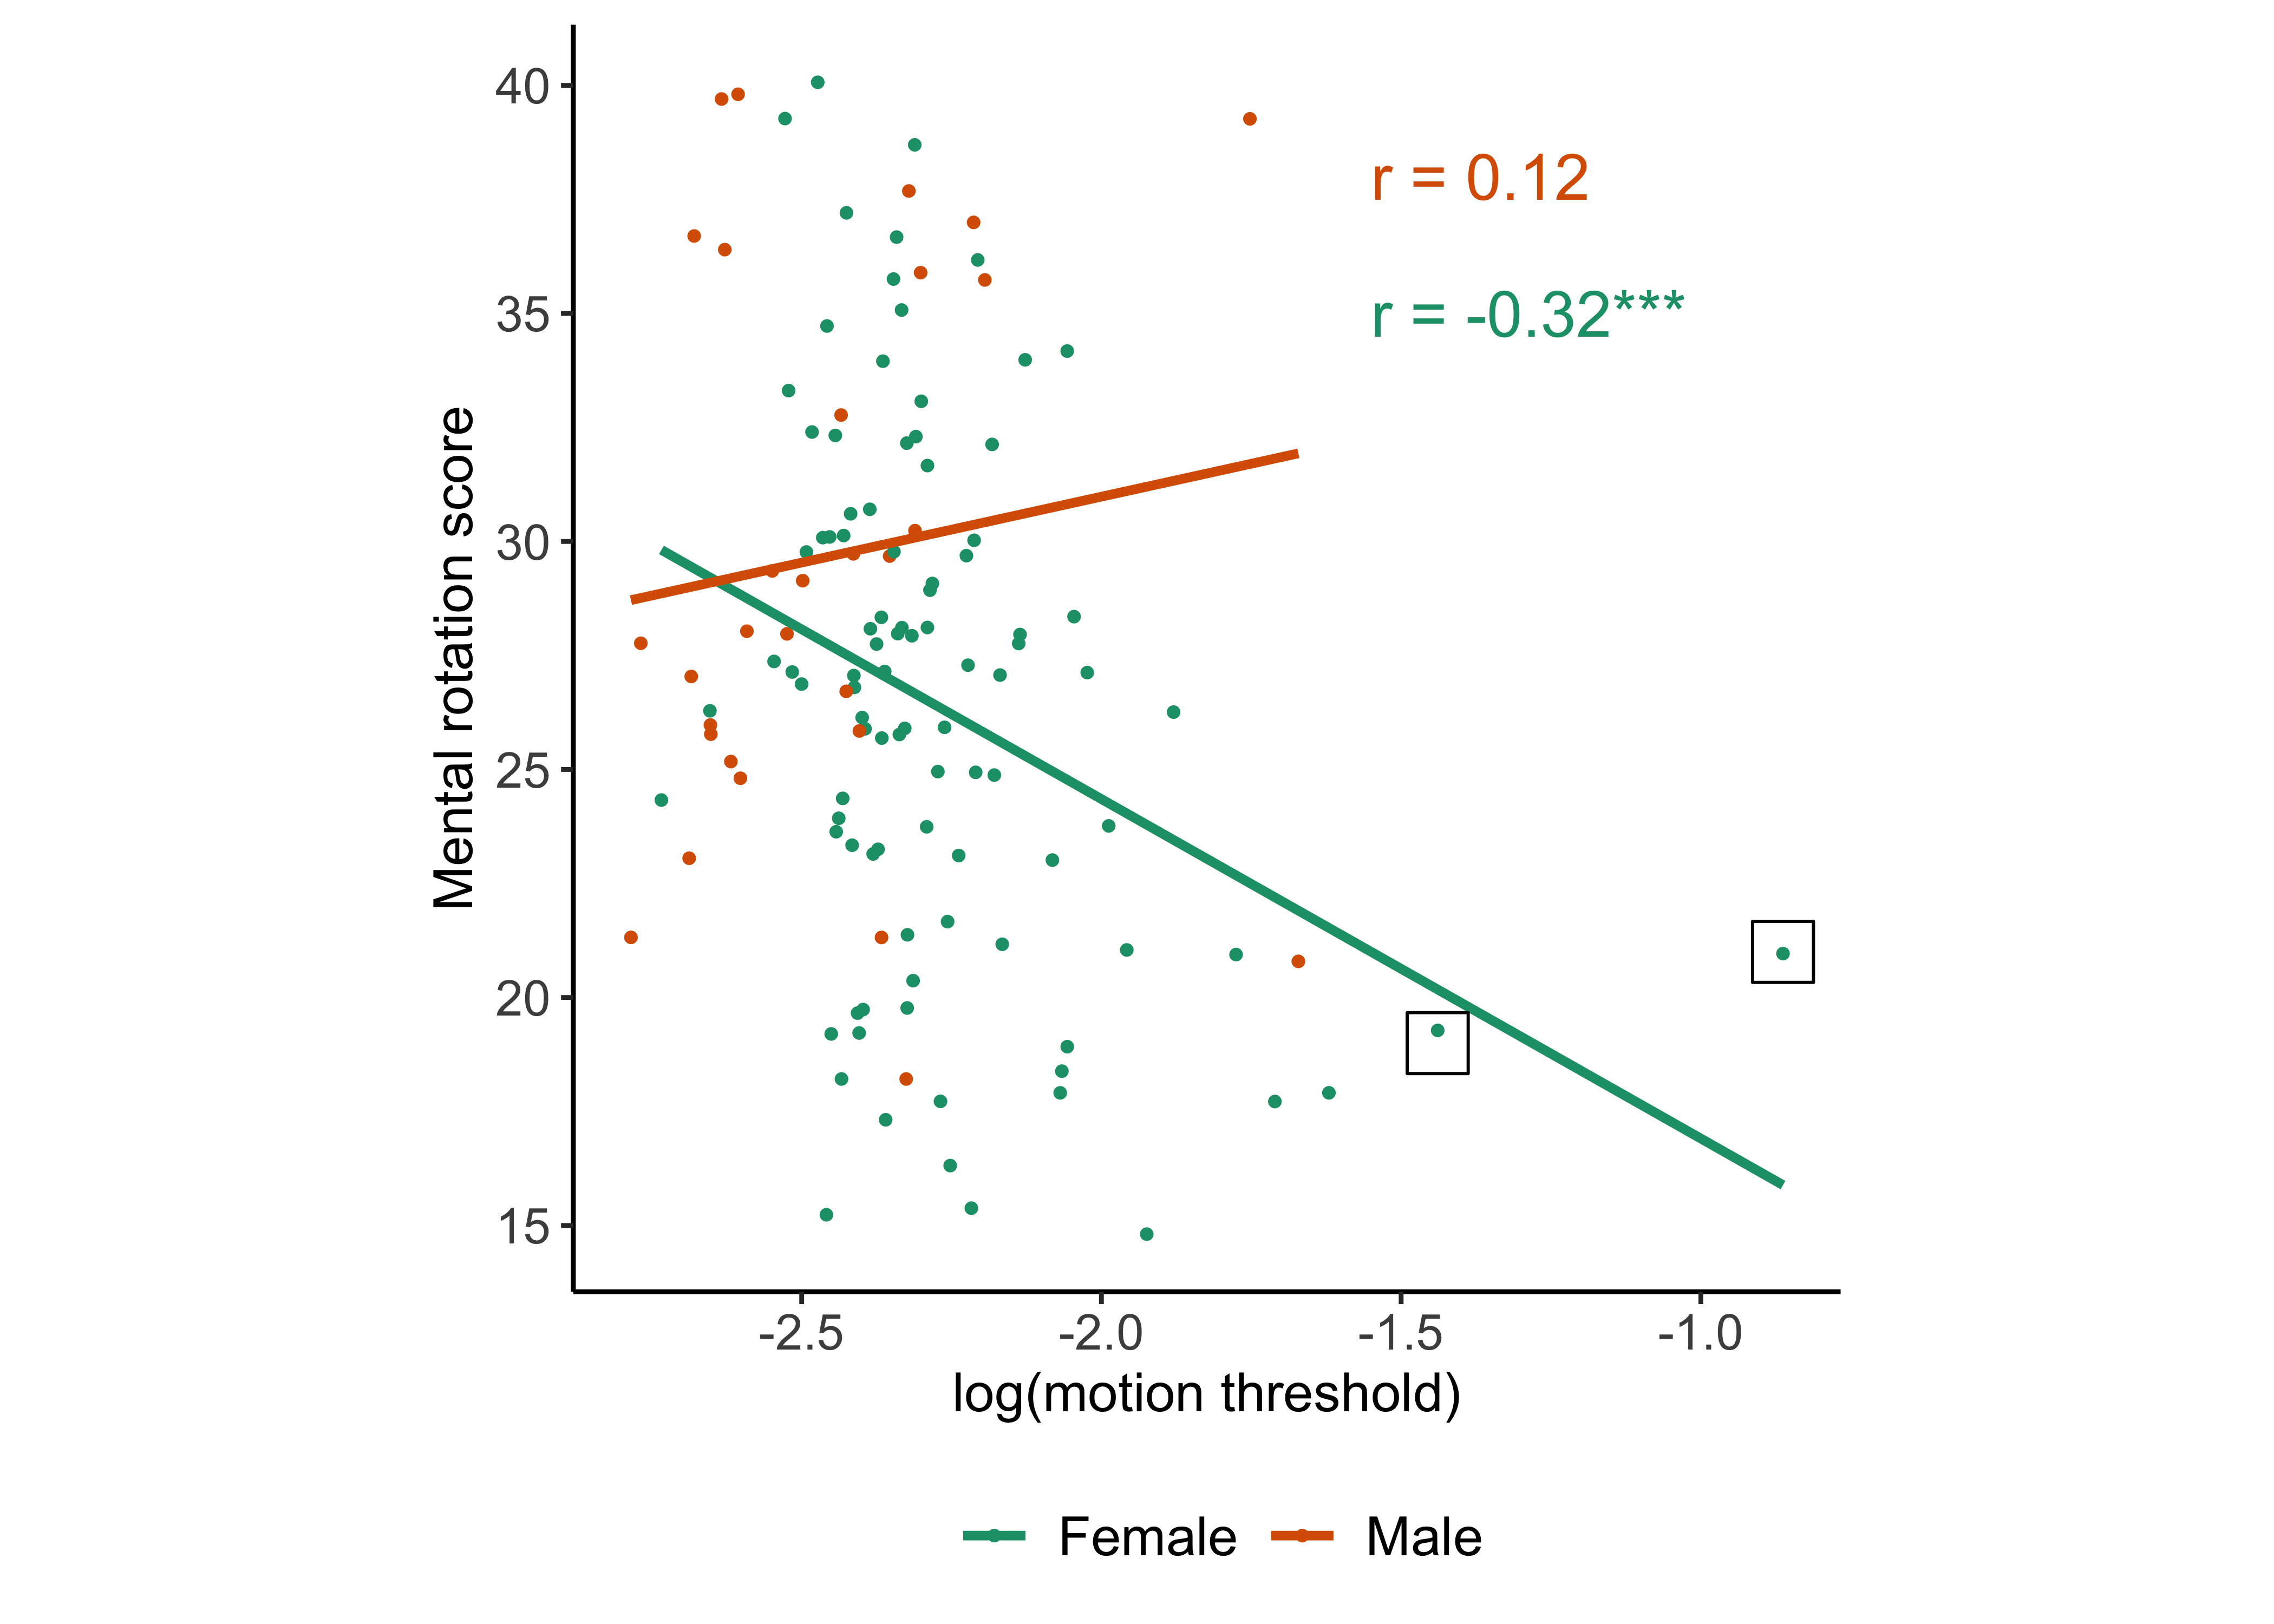 40
r = 0.12
35
r = -0.32***
30
Mental rotation score
25
20
15
-2.5 -2.0 -1.5 -1.0
log(motion threshold)
Female Male